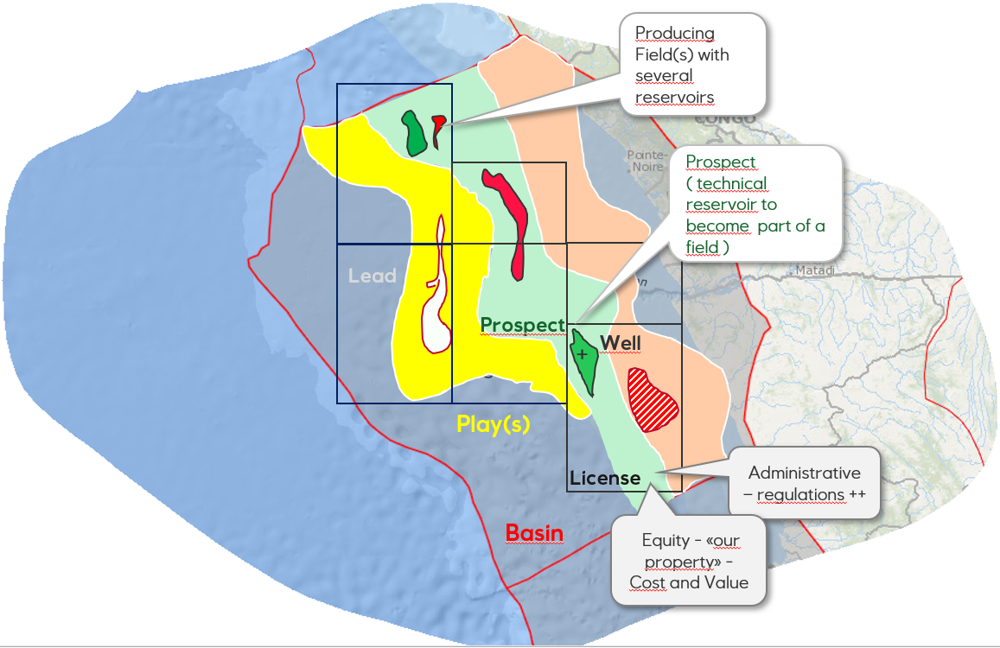 Producing
Field(s) with
several
reservoirs
CONGO
Pointe-
Noire
Prospect
( technical
reservoir to
become part of a
field )
Matadi
Lead
Prospect
Well
Play(s)
License
Administrative
– regulations ++
Basin
Equity - «our
property» -
Cost and Value